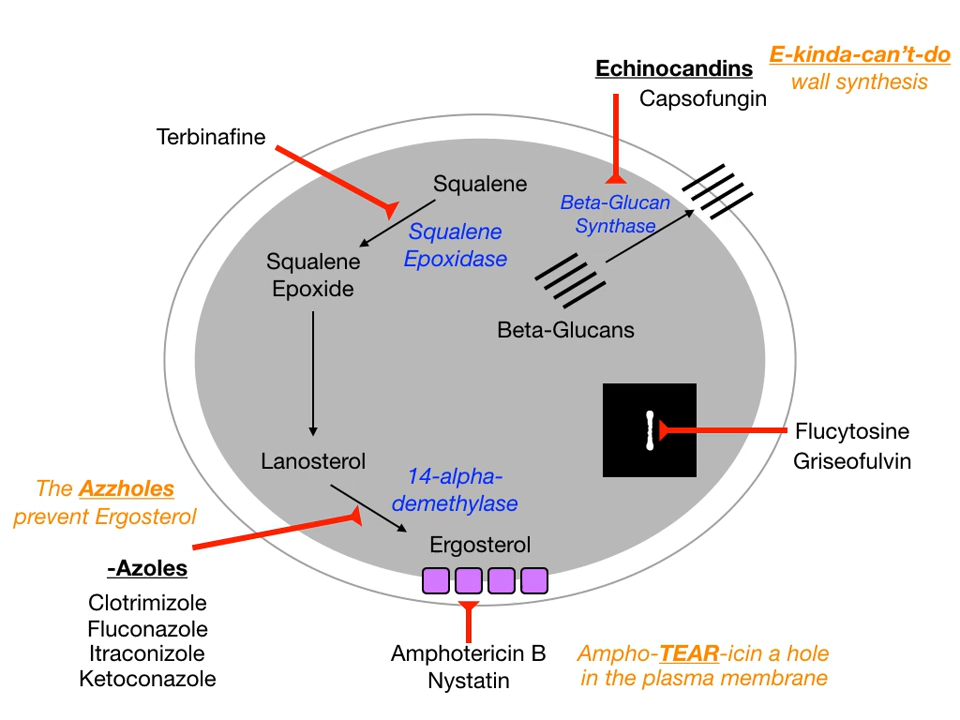 Echinocandins
Capsofungin
E-kinda-can't-do
wall synthesis
Terbinafine
Squalene
Squalene
Epoxidase
Beta-Glucan
Synthase
Squalene
Epoxide
Beta-Glucans
Flucytosine
Griseofulvin
Lanosterol
14-alpha-
demethylase
The Azzholes
prevent Ergosterol
Ergosterol
-Azoles
Clotrimizole
Fluconazole
Itraconizole
Ketoconazole
Amphotericin B
Nystatin
Ampho-TEAR-icin a hole
in the plasma membrane